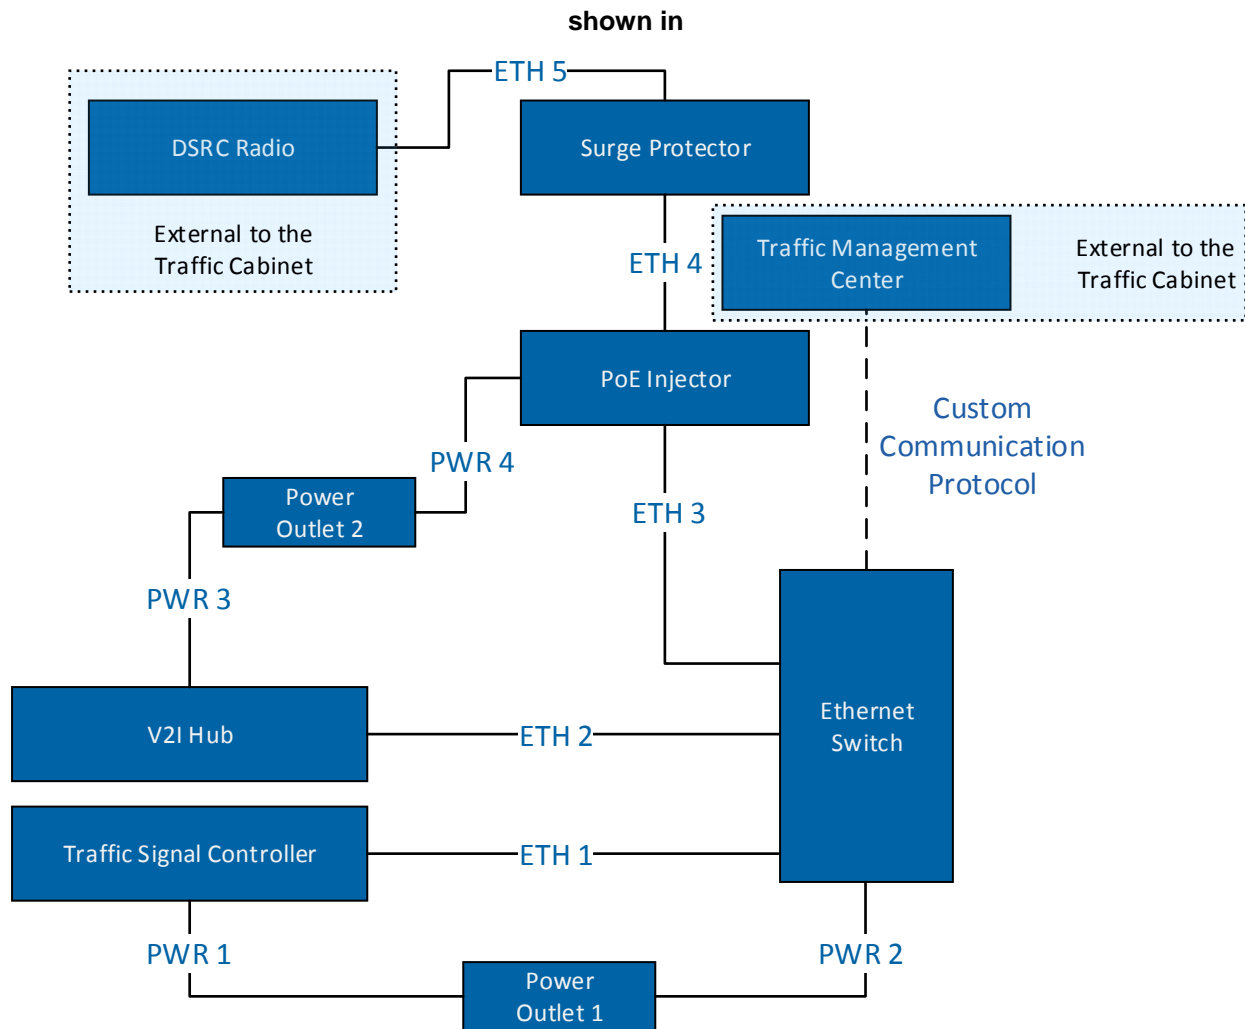 shown in
ETH 5
DSRC Radio
Surge Protector
External to the
Traffic Cabinet
ETH 4
Traffic Management
Center
External to the
Traffic Cabinet
PoE Injector
Custom
Communication
Protocol
PWR 4
Power
Outlet 2
ETH 3
PWR 3
V2I Hub
ETH 2
Ethernet
Switch
Traffic Signal Controller
ETH 1
PWR 1
PWR 2
Power
Outlet 1